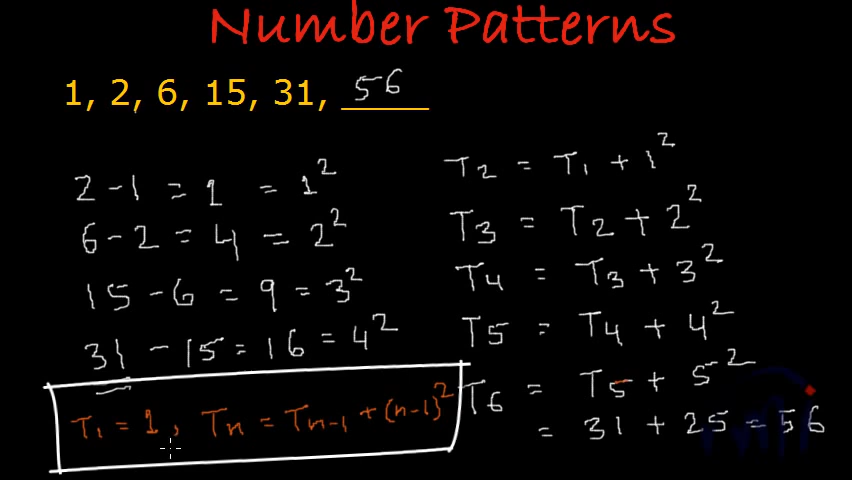 Number Patterns
1, 2, 6, 15, 31, 56
2 - 1 = 1 = 1²
6 - 2 = 4 = 2²
15 - 6 = 9 = 3²
31 - 15 = 16 = 4²
T₁ = 1, Tₙ = Tₙ₋₁ + (n-1)²
T₂ = T₁ + 1²
T₃ = T₂ + 2²
T₄ = T₃ + 3²
T₅ = T₄ + 4²
T₆ = T₅ + 5²
= 31 + 25 = 56